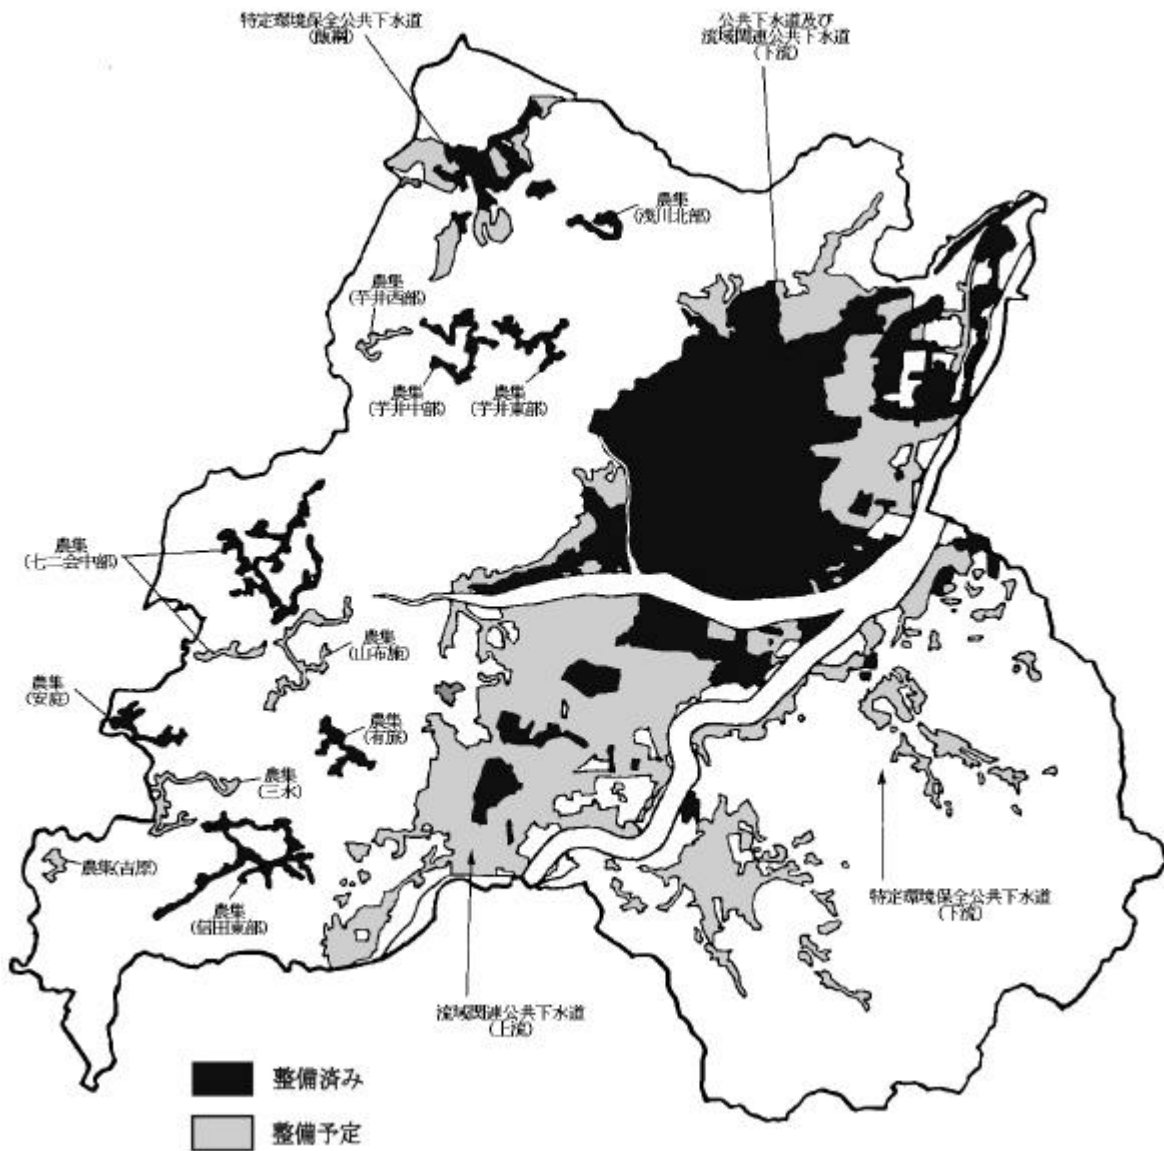 特定環境保全公共下水道
(飯綱)
公共下水道及び
流域関連公共下水道
(下流)
農集
(浅川北部)
農集
(芋井西部)
農集
(芋井中部)
農集
(芋井東部)
農集
(七二会中部)
農集
(山布施)
農集
(安庭)
農集
(有旅)
農集
(三水)
農集(吉原)
農集
(信田東部)
特定環境保全公共下水道
(下流)
流域関連公共下水道
(上流)
整備済み
整備予定